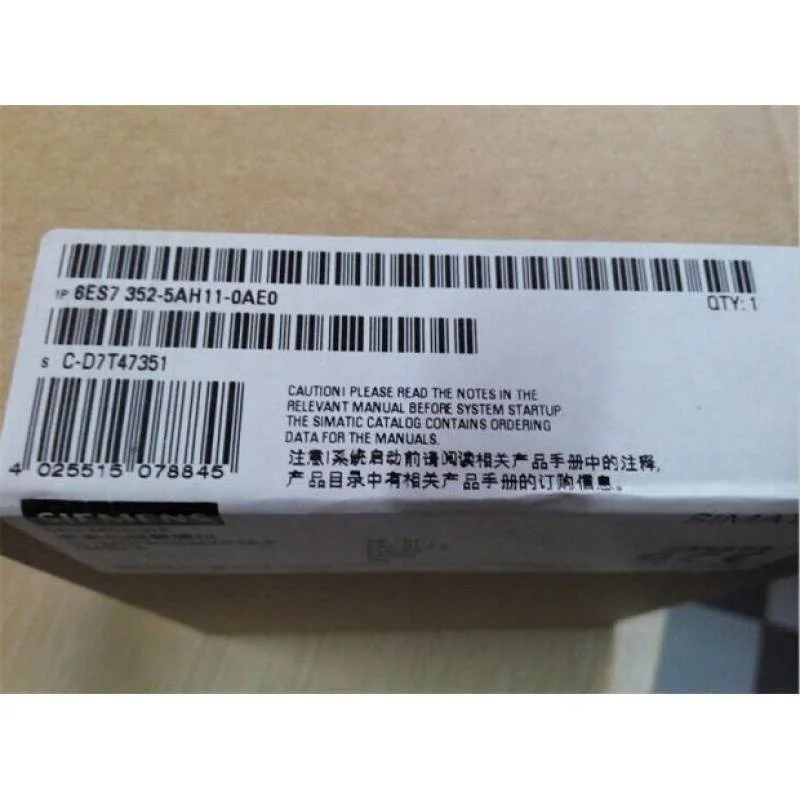 1P 6ES7 352-5AH11-0AE0
QTY: 1
S C-D7T47351
CAUTION! PLEASE READ THE NOTES IN THE
RELEVANT MANUAL BEFORE SYSTEM STARTUP.
THE SIMATIC CATALOG CONTAINS ORDERING
DATA FOR THE MANUALS.
注意!系统启动前请阅读相关产品手册中的注释,
产品目录中有相关产品手册的订购信息。
4 025515 078845
SIEMENS